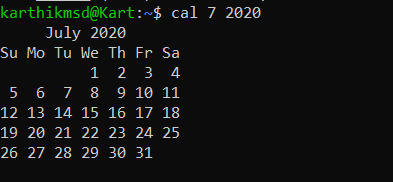 karthikmsd@Kart:~$ cal 7 2020
     July 2020
Su Mo Tu We Th Fr Sa
          1  2  3  4
 5  6  7  8  9 10 11
12 13 14 15 16 17 18
19 20 21 22 23 24 25
26 27 28 29 30 31